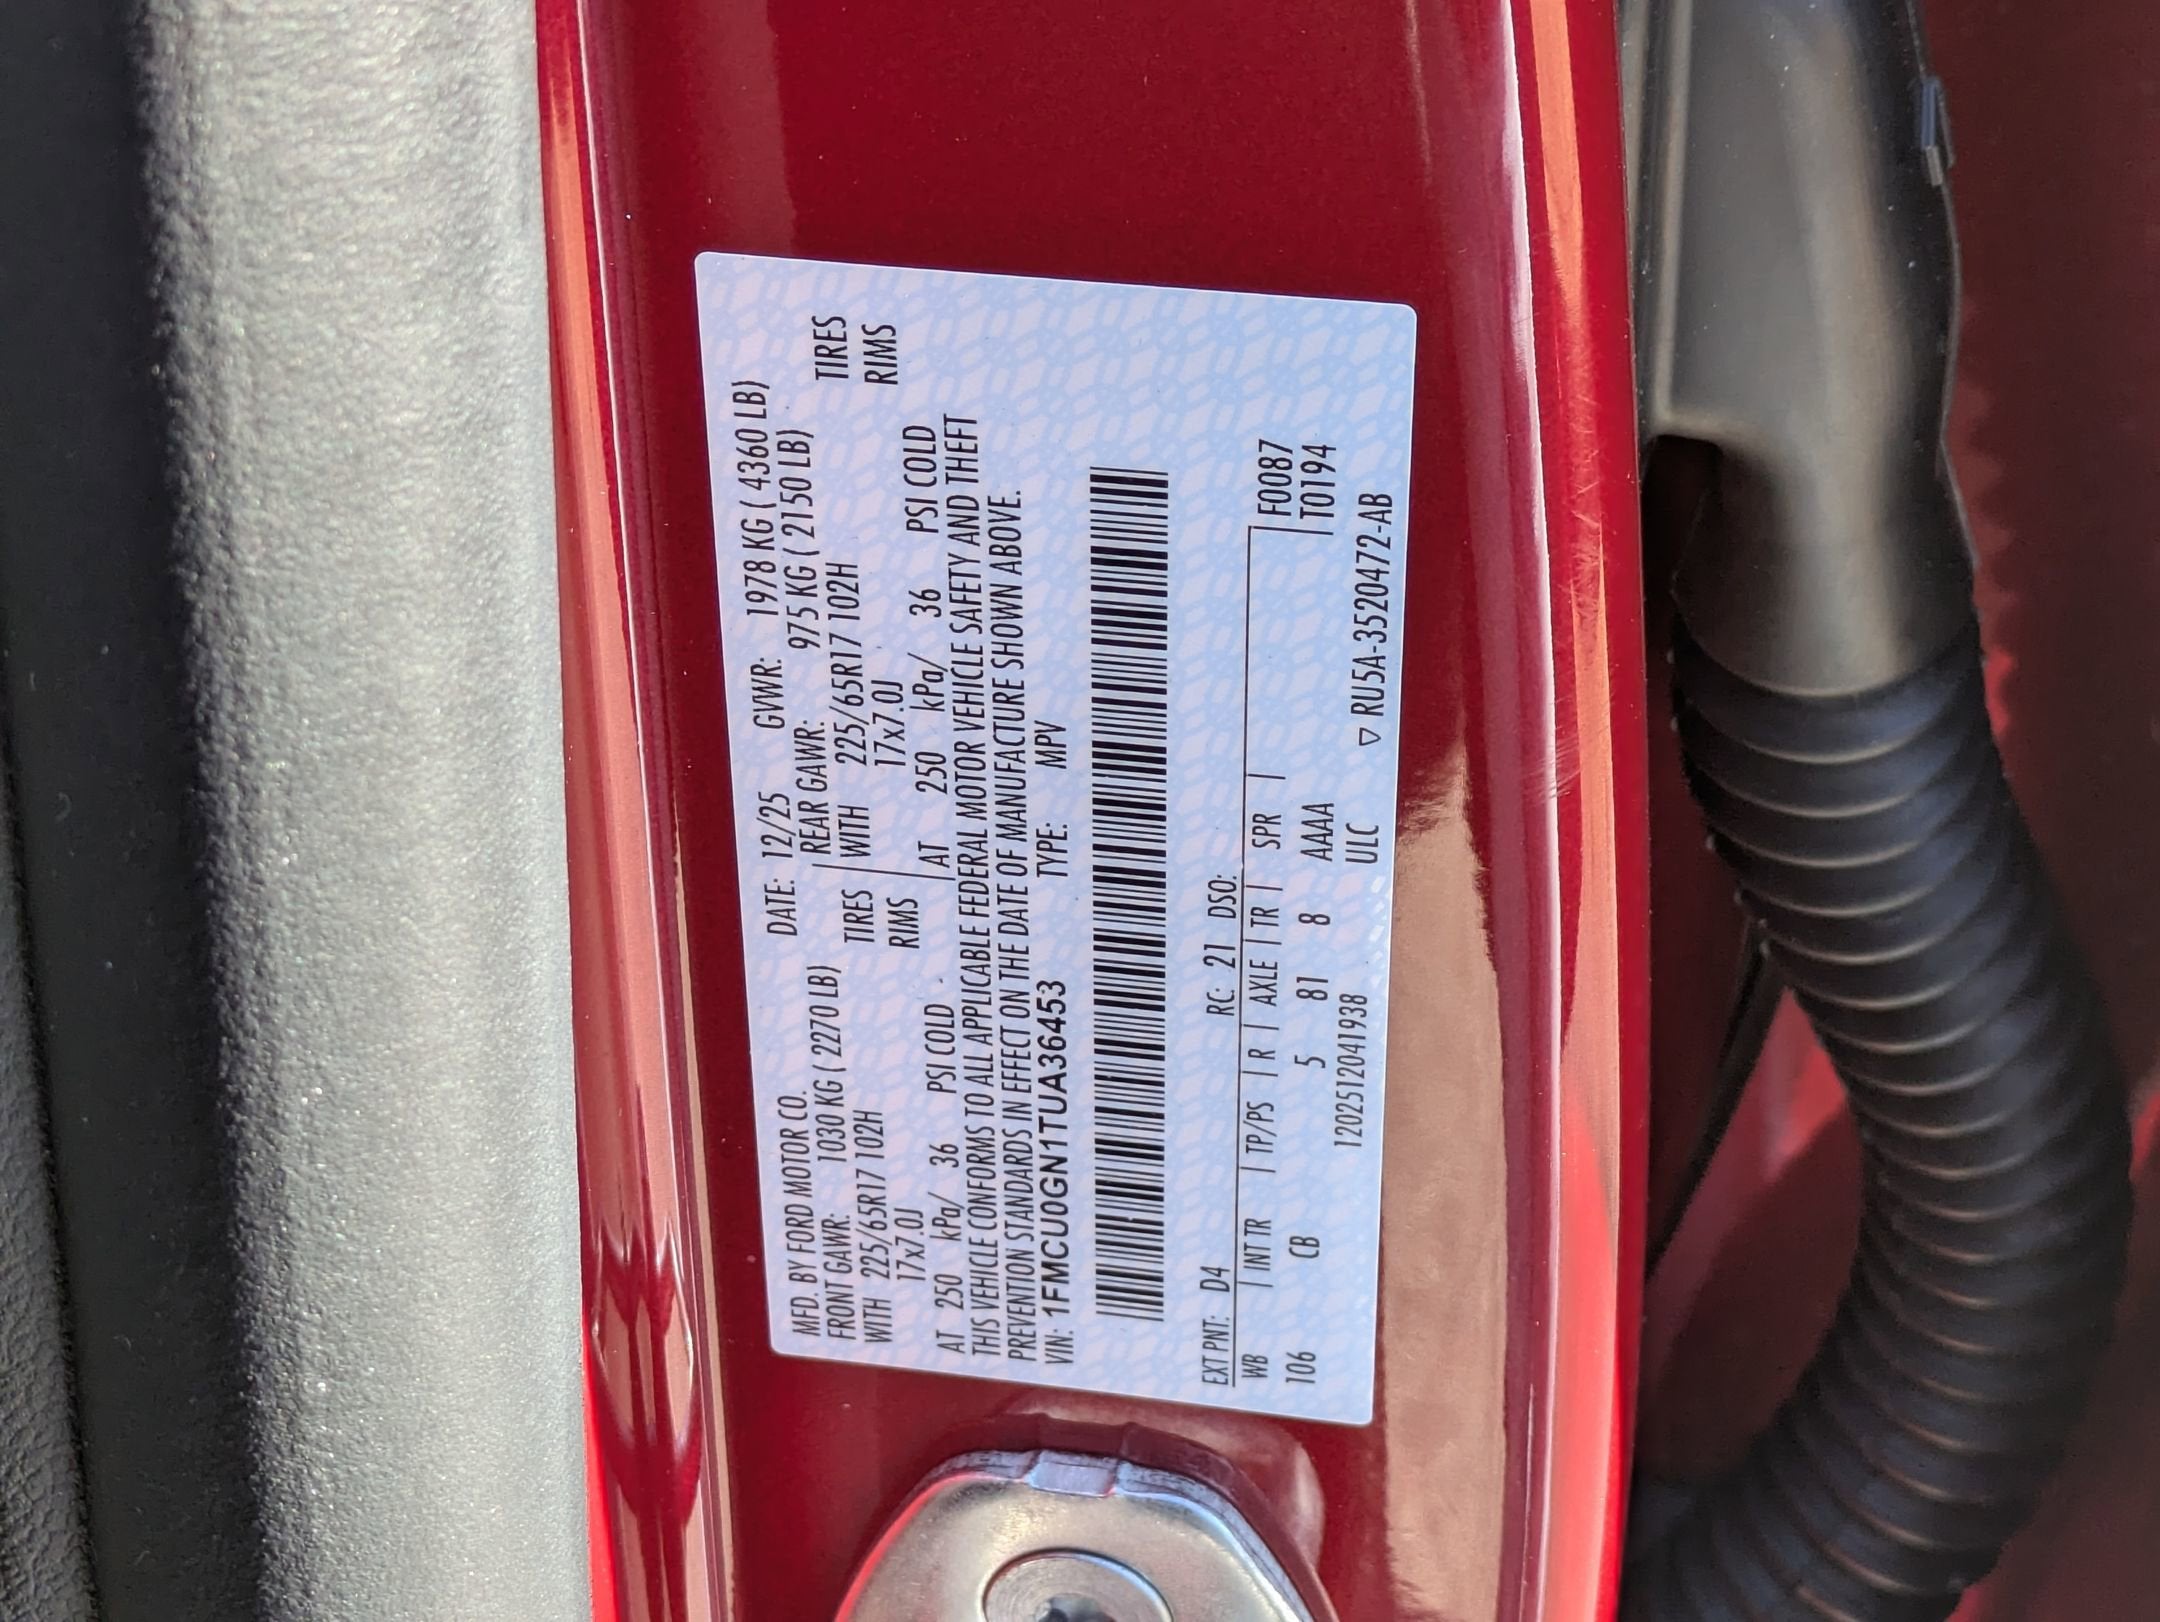 MFD. BY FORD MOTOR CO. DATE: 12/25 GVWR: 1978 KG ( 4360 LB)
FRONT GAWR: 1030 KG ( 2270 LB) REAR GAWR: 975 KG ( 2150 LB)
WITH 225/65R17 102H TIRES WITH 225/65R17 102H TIRES
17x7.0J RIMS 17x7.0J RIMS
AT 250 kPa/ 36 PSI COLD AT 250 kPa/ 36 PSI COLD
THIS VEHICLE CONFORMS TO ALL APPLICABLE FEDERAL MOTOR VEHICLE SAFETY AND THEFT
PREVENTION STANDARDS IN EFFECT ON THE DATE OF MANUFACTURE SHOWN ABOVE.
VIN: 1FMCU0GN1TUA36453 TYPE: MPV
EXT PNT: D4 RC: 21 DSO:
WB | INT TR | TP/PS | R | AXLE | TR | SPR | F0087
106 CB 5 81 8 AAAA T0194
1202512041938 ULC ▽ RU5A-3520472-AB